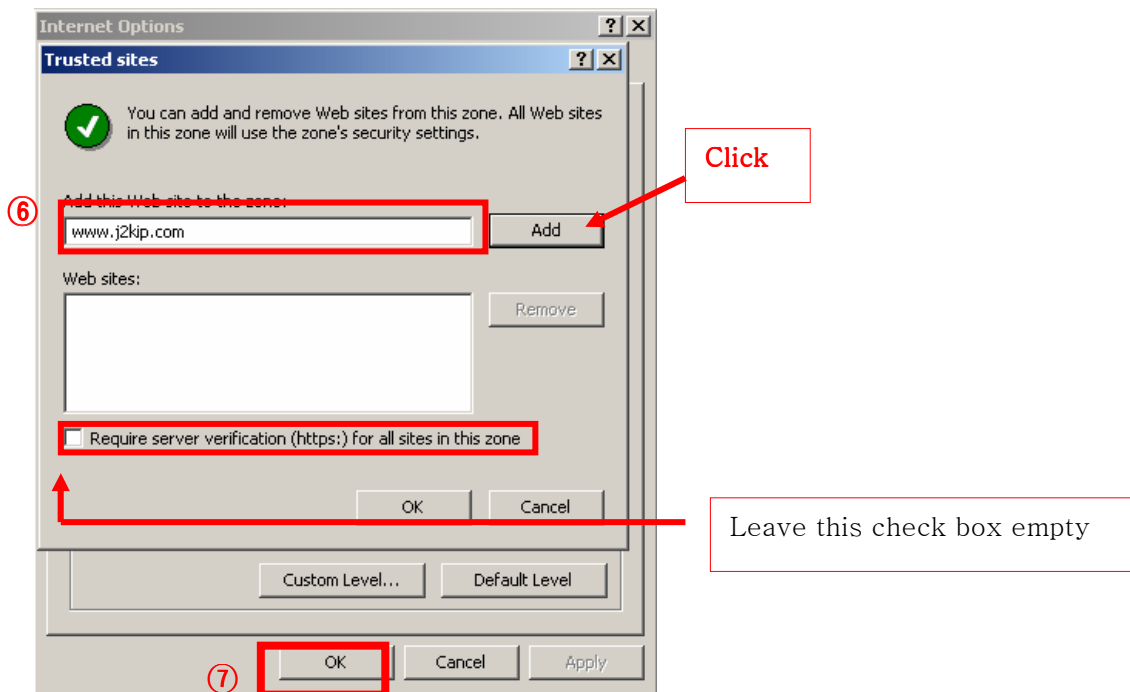 Internet Options
Trusted sites
You can add and remove Web sites from this zone. All Web sites
in this zone will use the zone's security settings.
Click
Add this Web site to the zone:
⑥
www.j2kip.com
Add
Web sites:
Remove
Require server verification (https:) for all sites in this zone
OK
Cancel
Leave this check box empty
Custom Level...
Default Level
⑦
OK
Cancel
Apply